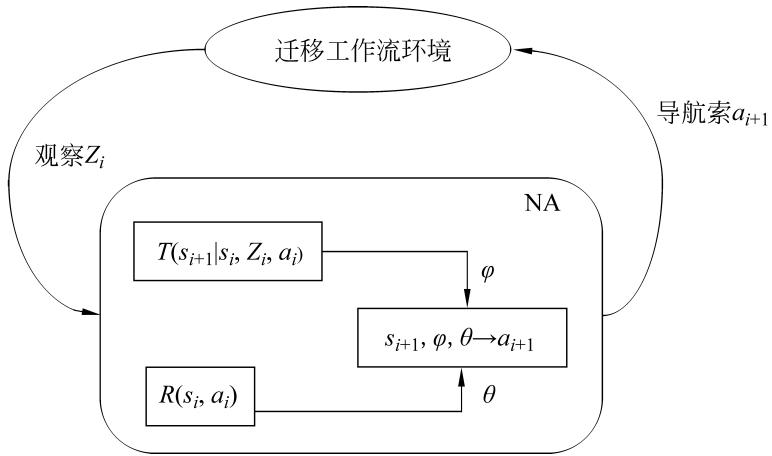 迁移工作流环境
导航索a_{i+1}
观察Z_i
NA
T(s_{i+1}|s_i, Z_i, a_i)
φ
s_{i+1}, φ, θ→a_{i+1}
R(s_i, a_i)
θ